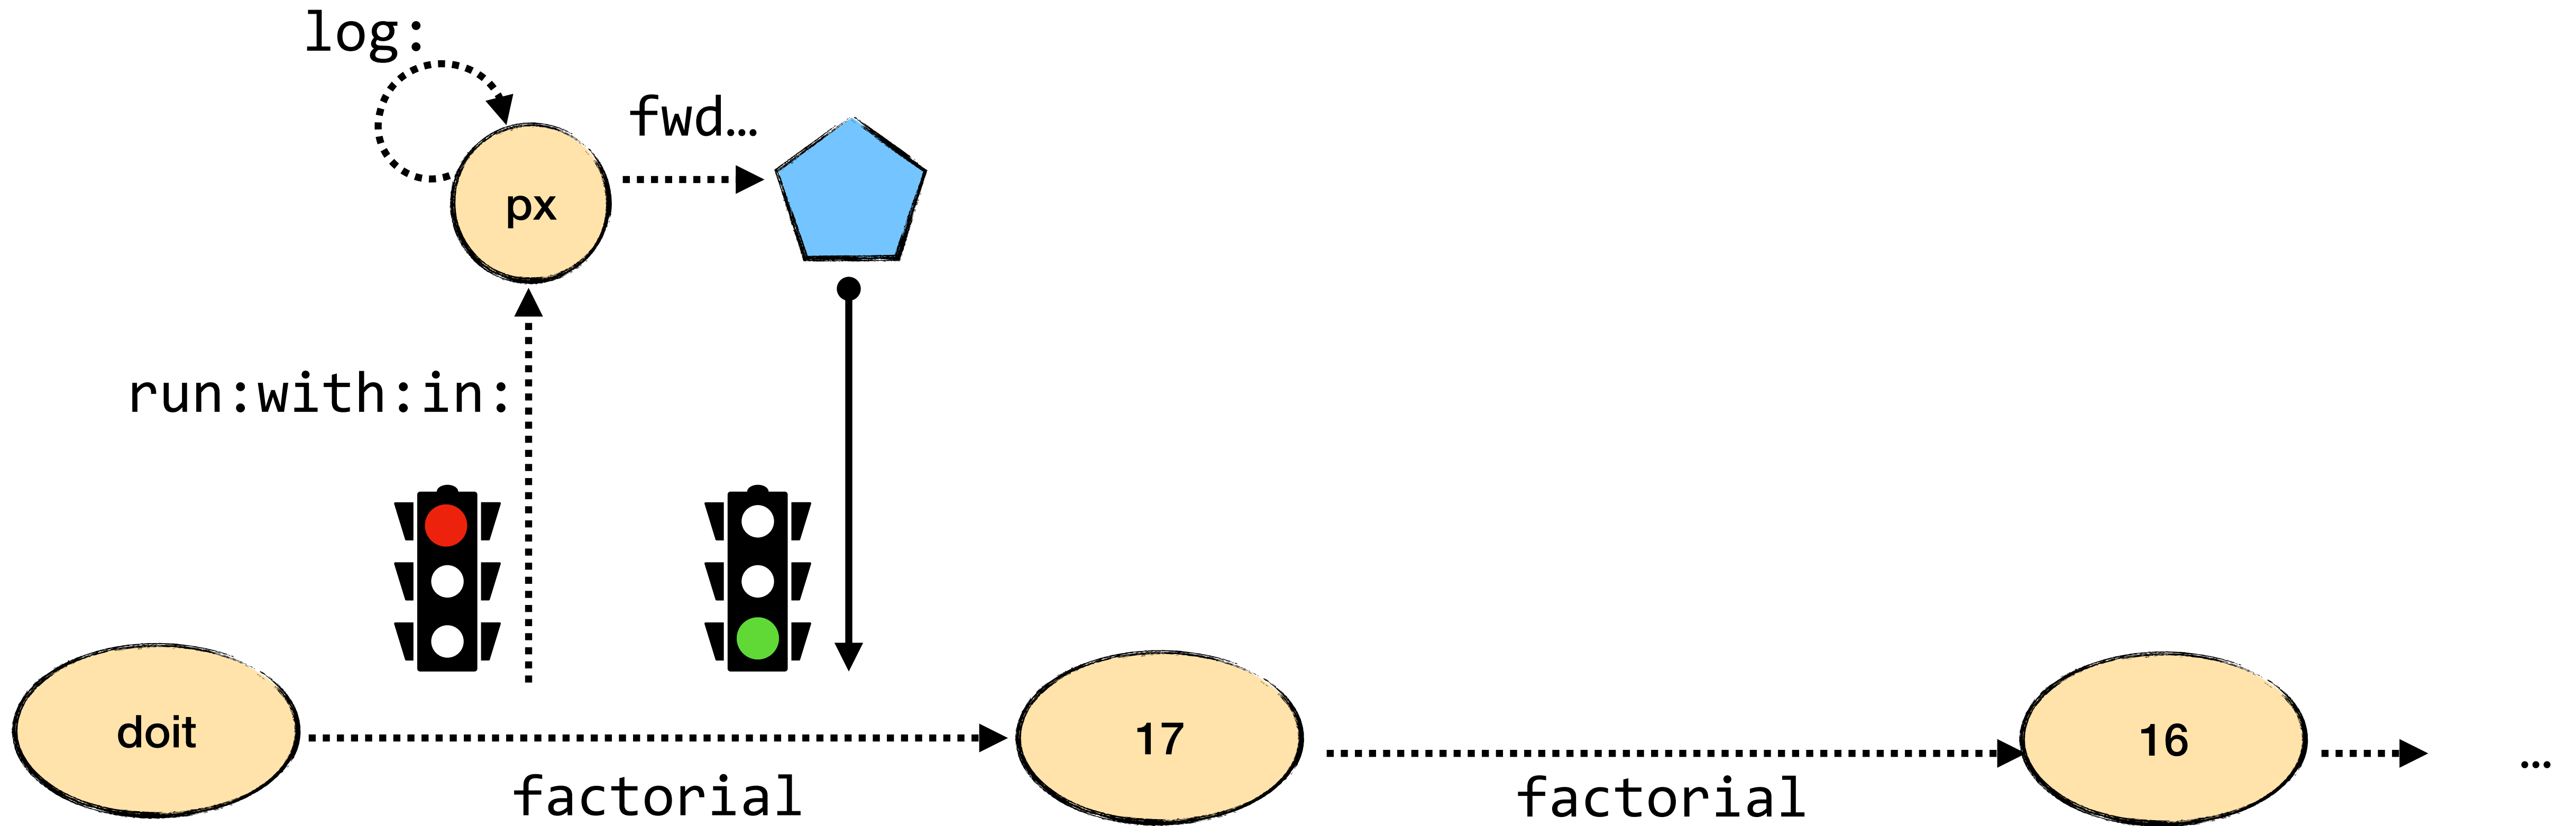 log:
fwd…
px
run:with:in:
doit
17
16
…
factorial
factorial